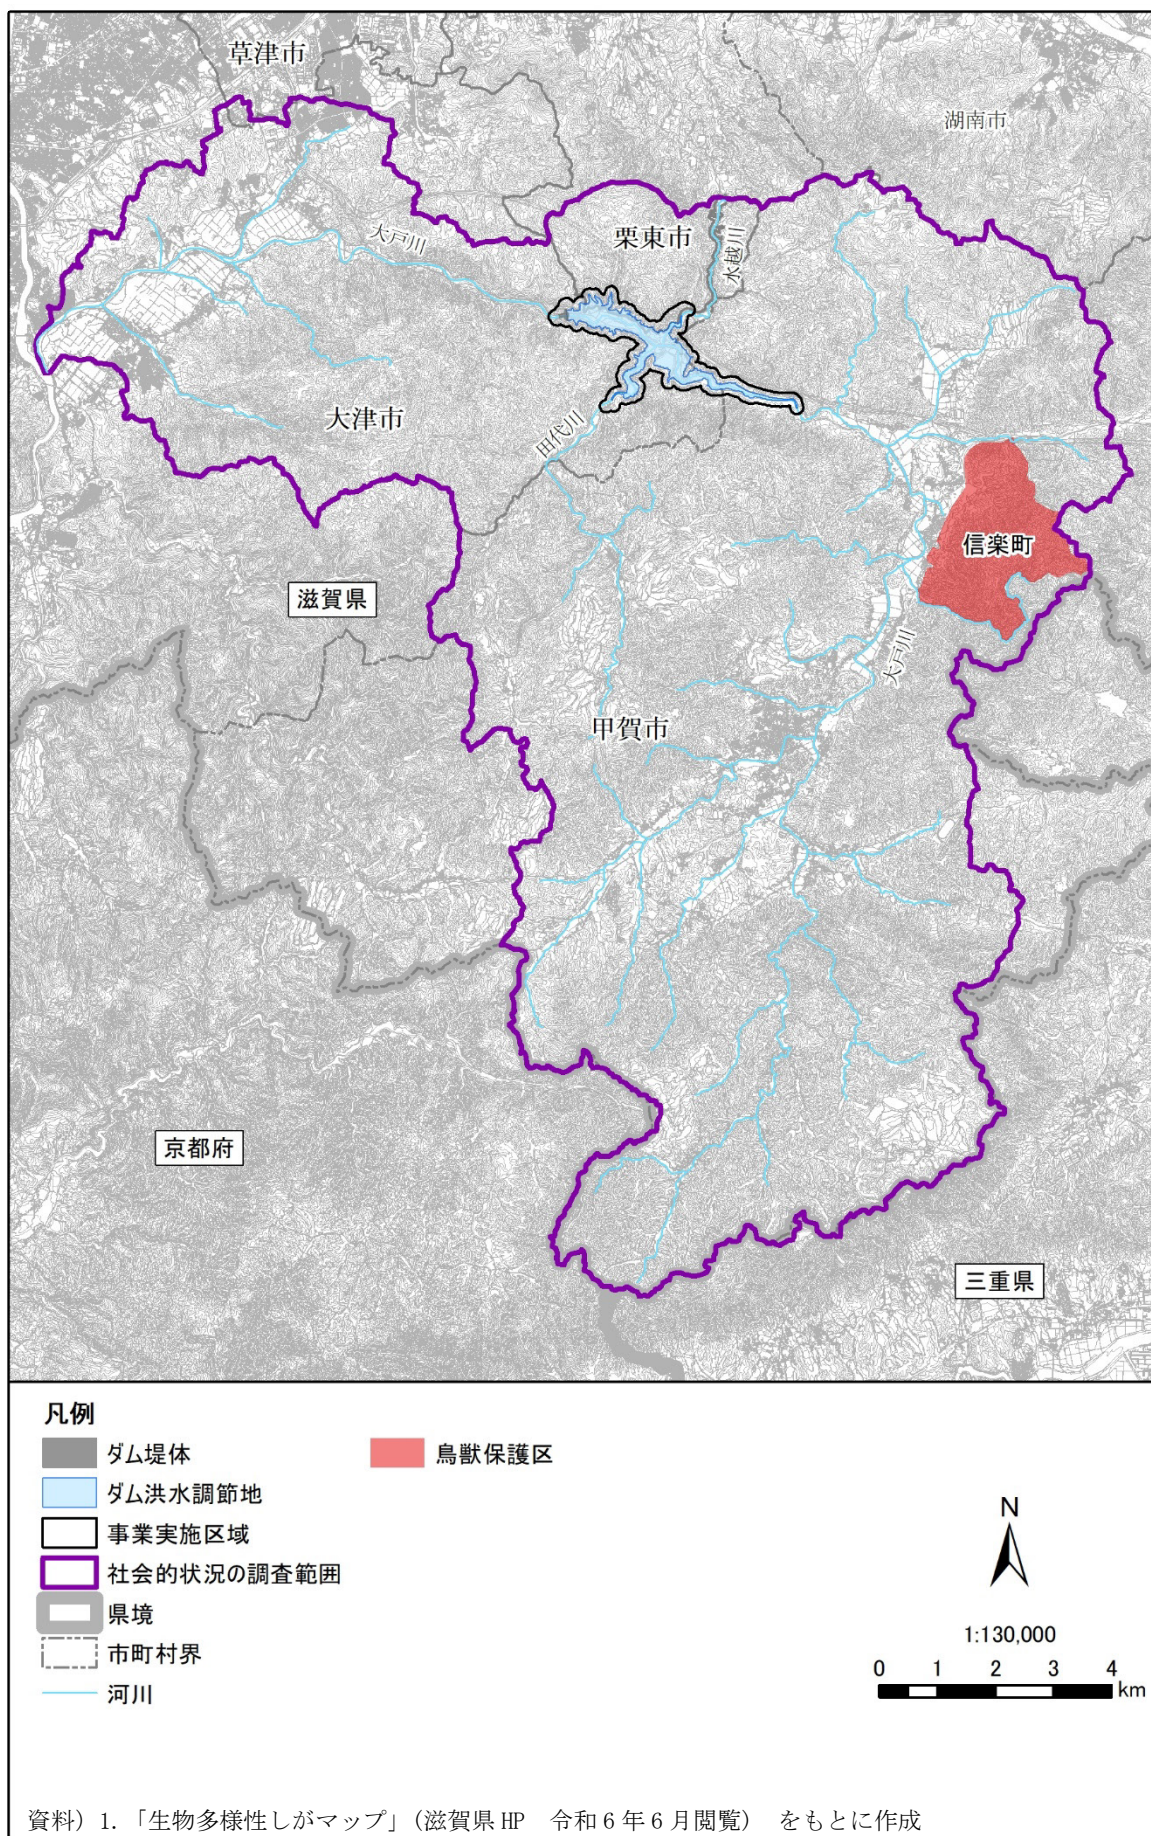 草津市
湖南市
栗東市
大戸川
水越川
大津市
田代川
信楽町
滋賀県
大戸川
甲賀市
京都府
三重県
凡例
ダム堤体
鳥獣保護区
ダム洪水調節地
事業実施区域
社会的状況の調査範囲
県境
市町村界
河川
N
1:130,000
0 1 2 3 4
km
資料）1.「生物多様性しがマップ」（滋賀県 HP 令和 6 年 6 月閲覧） をもとに作成